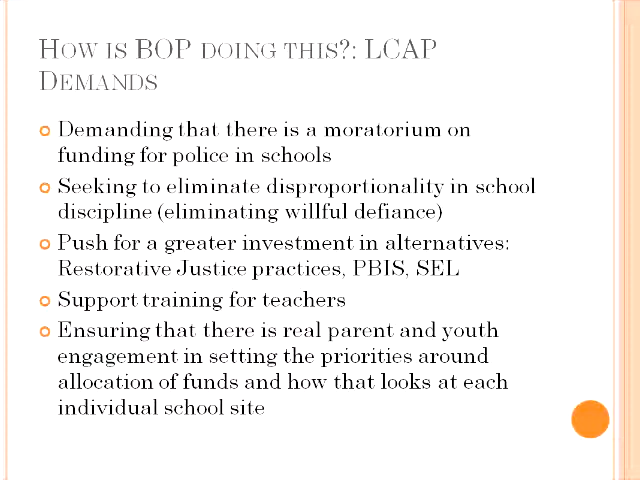 How is BOP doing this?: LCAP
Demands
Demanding that there is a moratorium on
funding for police in schools
Seeking to eliminate disproportionality in school
discipline (eliminating willful defiance)
Push for a greater investment in alternatives:
Restorative Justice practices, PBIS, SEL
Support training for teachers
Ensuring that there is real parent and youth
engagement in setting the priorities around
allocation of funds and how that looks at each
individual school site